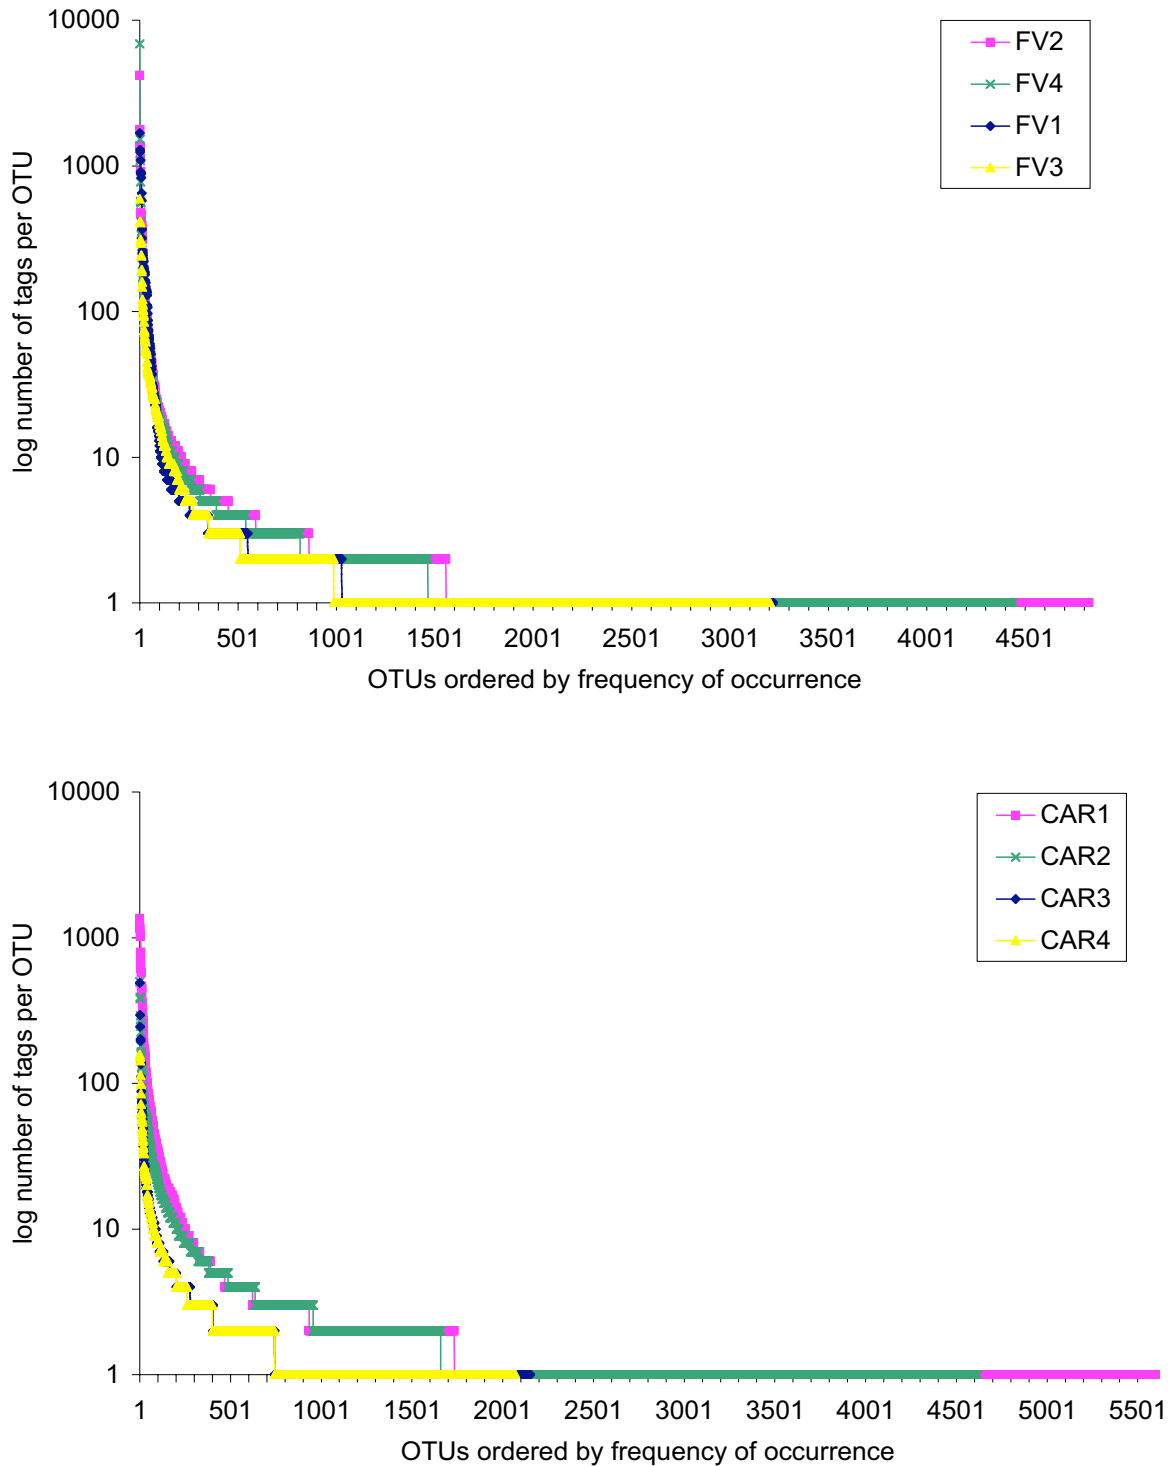 10000
1000
100
10
1
log number of tags per OTU
FV2
FV4
FV1
FV3
1 501 1001 1501 2001 2501 3001 3501 4001 4501
OTUs ordered by frequency of occurrence
10000
1000
100
10
1
log number of tags per OTU
CAR1
CAR2
CAR3
CAR4
1 501 1001 1501 2001 2501 3001 3501 4001 4501 5001 5501
OTUs ordered by frequency of occurrence